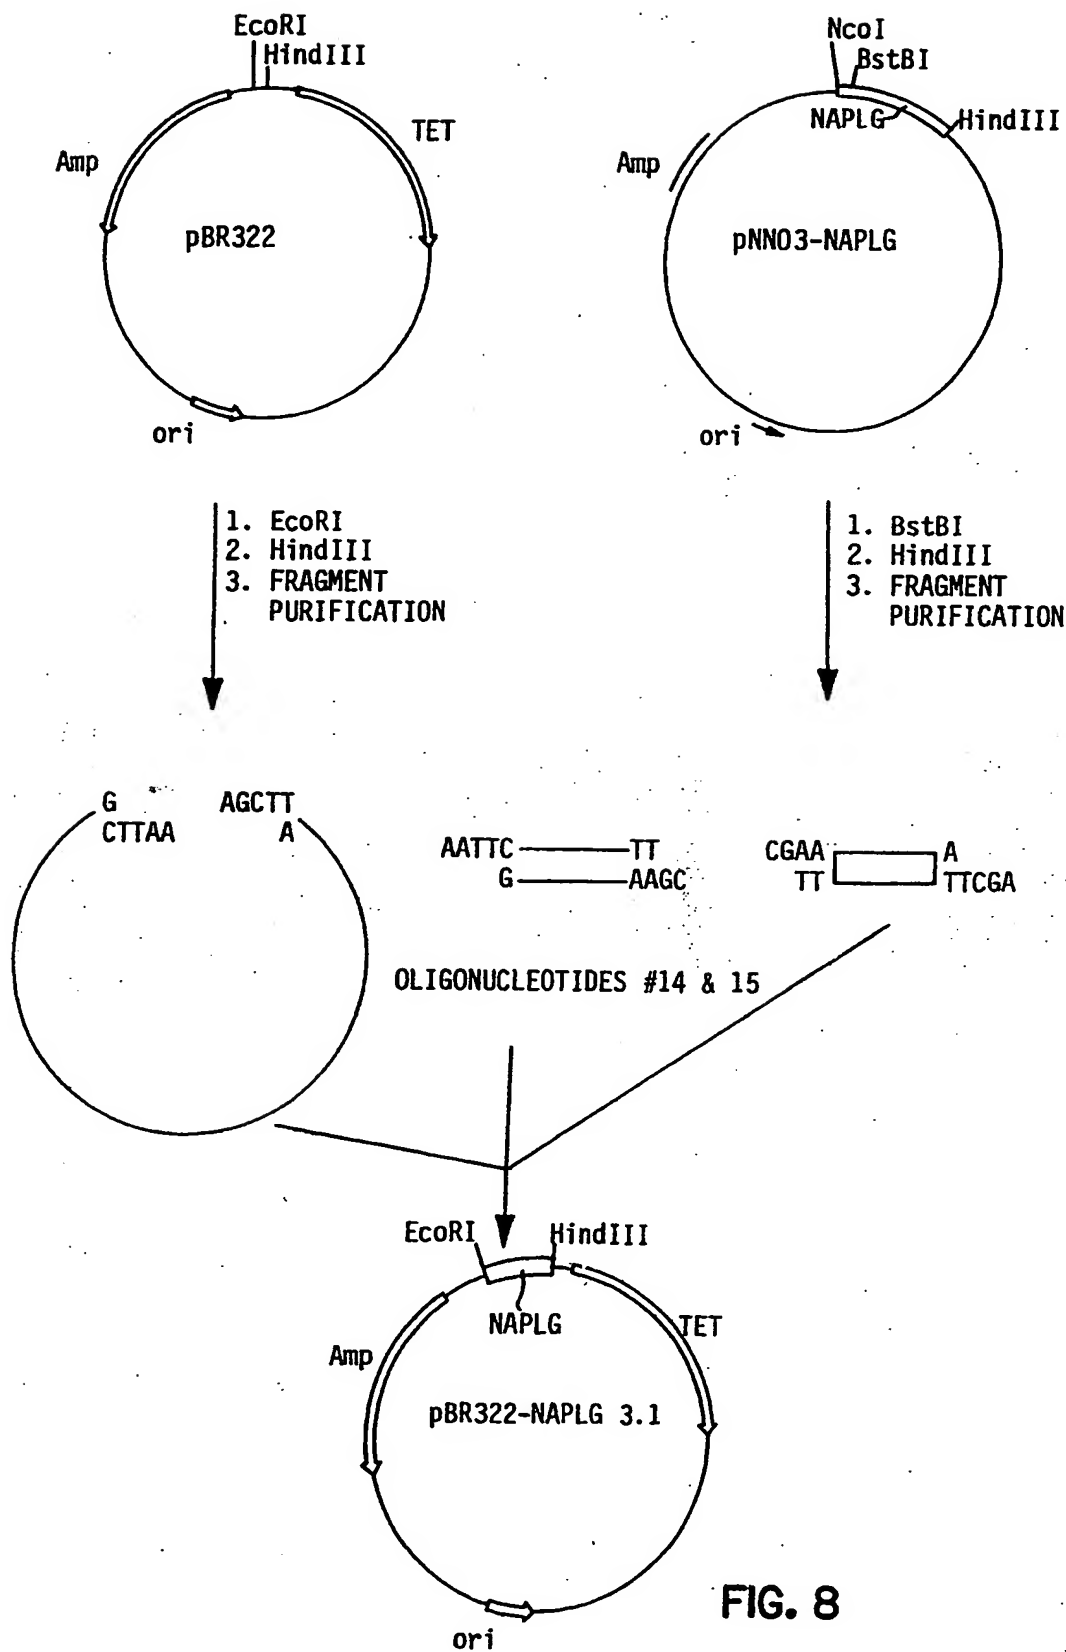 EcoRI
HindIII
Amp
TET
pBR322
ori
NcoI
BstBI
NAPLG
HindIII
Amp
pNNO3-NAPLG
ori
1. EcoRI
2. HindIII
3. FRAGMENT
PURIFICATION
1. BstBI
2. HindIII
3. FRAGMENT
PURIFICATION
G
CTTAA
AGCTT
A
AATTC
TT
G
AAGC
CGAA
A
TT
TTCGA
OLIGONUCLEOTIDES #14 & 15
EcoRI
HindIII
NAPLG
TET
Amp
pBR322-NAPLG 3.1
ori
FIG. 8